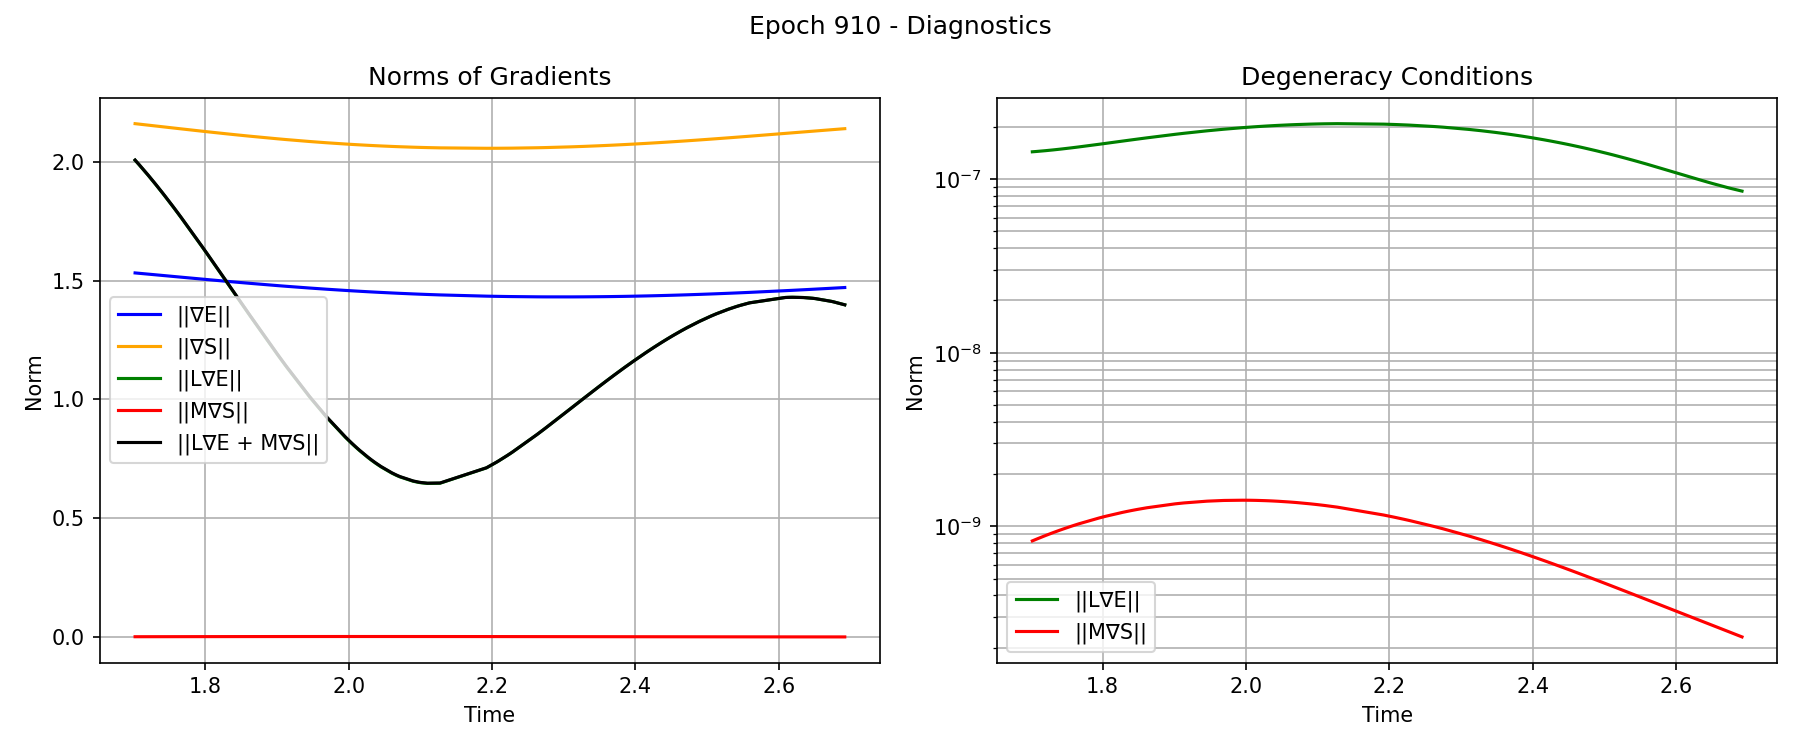 Epoch 910 - Diagnostics
Norms of Gradients
Norm
2.0
1.5
1.0
0.5
0.0
||∇E||
||∇S||
||L∇E||
||M∇S||
||L∇E + M∇S||
1.8
2.0
2.2
2.4
2.6
Time
Degeneracy Conditions
Norm
10⁻⁷
10⁻⁸
10⁻⁹
||L∇E||
||M∇S||
1.8
2.0
2.2
2.4
2.6
Time